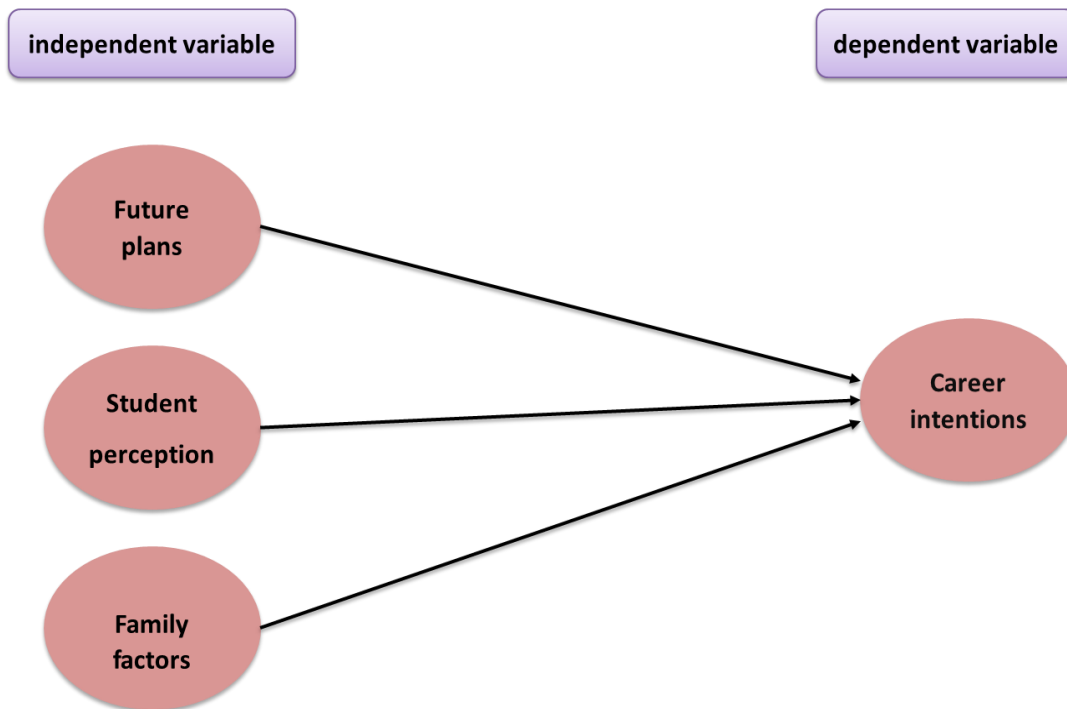 independent variable
dependent variable
Future
plans
Student
perception
Career
intentions
Family
factors